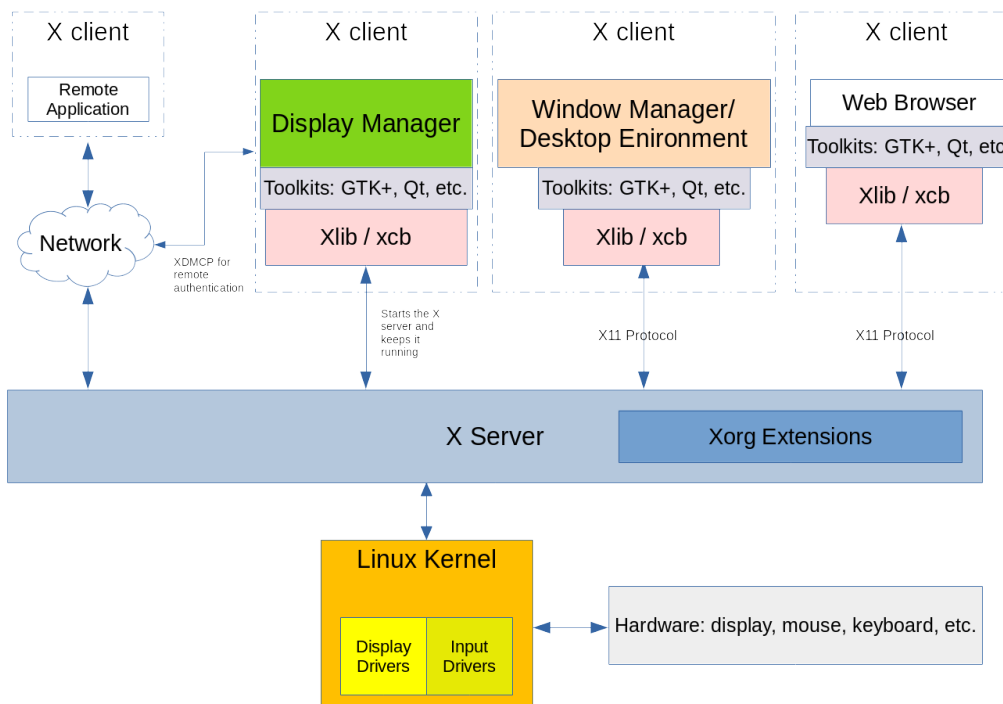 X client
Remote
Application
Network
XDMCP for
remote
authentication
X client
Display Manager
Toolkits: GTK+, Qt, etc.
Xlib / xcb
Starts the X
server and
keeps it
running
X client
Window Manager/
Desktop Enironment
Toolkits: GTK+, Qt, etc.
Xlib / xcb
X11 Protocol
X client
Web Browser
Toolkits: GTK+, Qt, etc
Xlib / xcb
X11 Protocol
X Server
Xorg Extensions
Linux Kernel
Display
Drivers
Input
Drivers
Hardware: display, mouse, keyboard, etc.